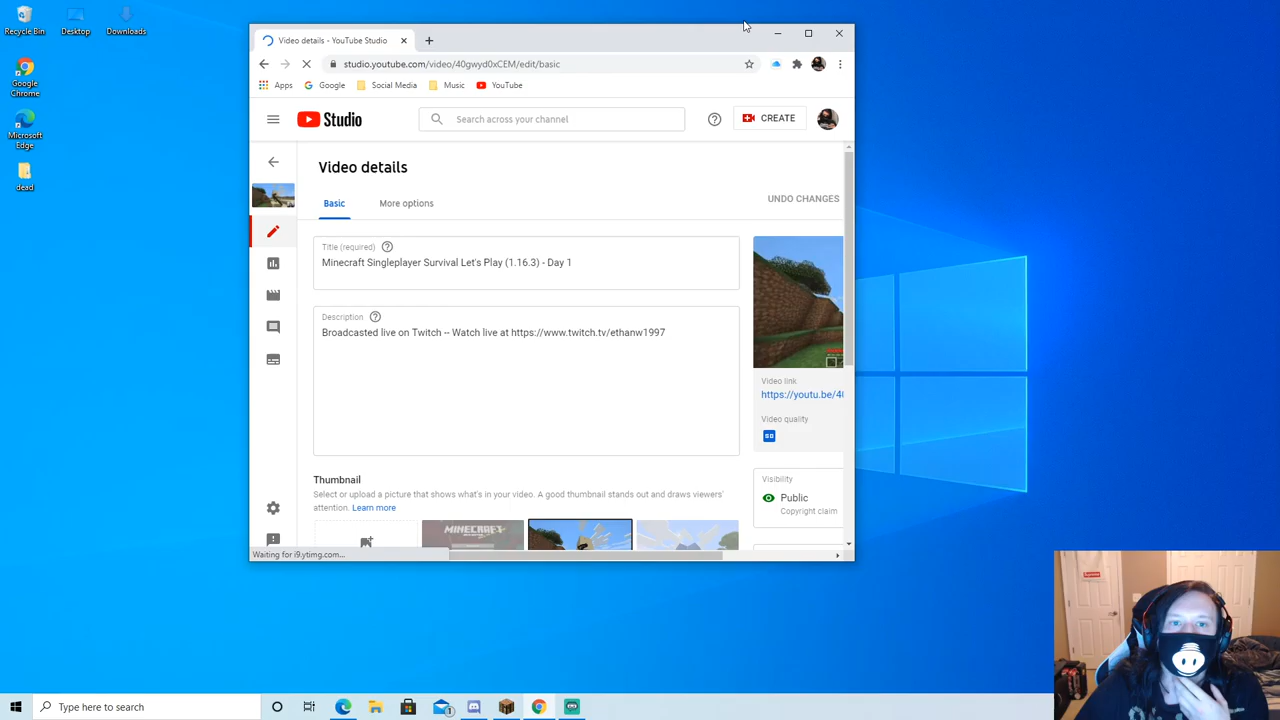 Recycle Bin
Desktop
Downloads
Google
Chrome
Microsoft
Edge
dead
Video details - YouTube Studio
studio.youtube.com/video/40gwyd0xCEM/edit/basic
Apps
Google
Social Media
Music
YouTube
Studio
Search across your channel
CREATE
Video details
Basic
More options
UNDO CHANGES
Title (required)
Minecraft Singleplayer Survival Let's Play (1.16.3) - Day 1
Description
Broadcasted live on Twitch -- Watch live at https://www.twitch.tv/ethanw1997
Video link
https://youtu.be/40
Video quality
SD
Visibility
Public
Copyright claim
Thumbnail
Select or upload a picture that shows what's in your video. A good thumbnail stands out and draws viewers'
attention. Learn more
MINECRAFT
Waiting for i9.ytimg.com...
Type here to search